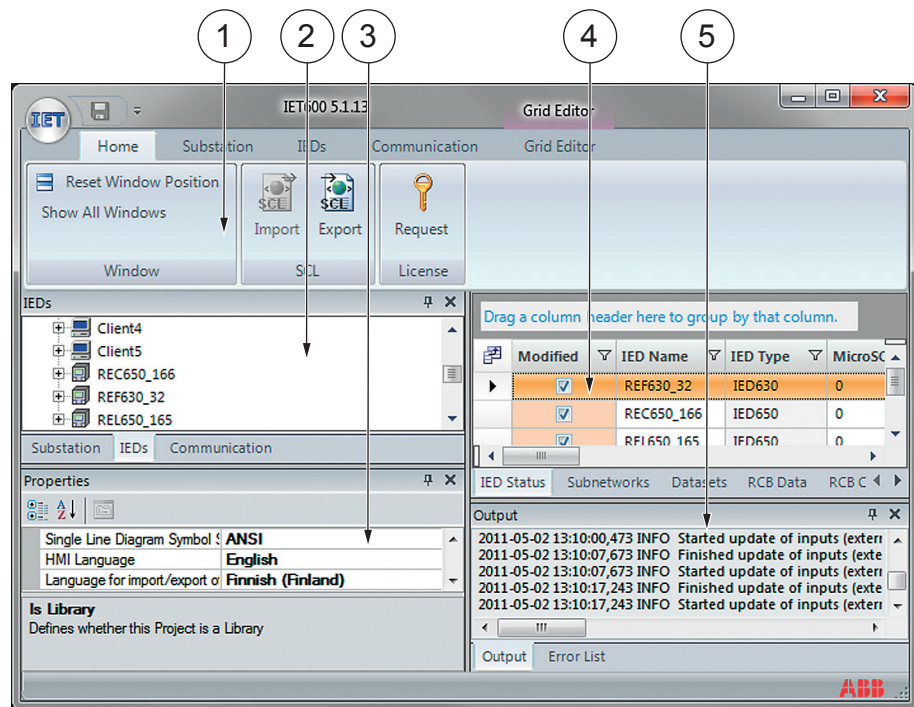 1 2 3 4 5
IET IET600 5.1.13 Grid Editor
Home Substation IEDs Communication Grid Editor
Reset Window Position
Show All Windows
SCL SCL
Import Export Request
Window SCL License
IEDs
Client4
Client5
REC650_166
REF630_32
REL650_165
Substation IEDs Communication
Drag a column header here to group by that column.
Modified IED Name IED Type MicroSC
REF630_32 IED630 0
REC650_166 IED650 0
REL650_165 IED650 0
IED Status Subnetworks Datasets RCB Data RCB C
Properties
Single Line Diagram Symbol S ANSI
HMI Language English
Language for import/export of Finnish (Finland)
Is Library
Defines whether this Project is a Library
Output
2011-05-02 13:10:00,473 INFO Started update of inputs (extern
2011-05-02 13:10:07,673 INFO Finished update of inputs (exte
2011-05-02 13:10:07,673 INFO Started update of inputs (extern
2011-05-02 13:10:17,243 INFO Finished update of inputs (exte
2011-05-02 13:10:17,243 INFO Started update of inputs (extern
Output Error List
ABB